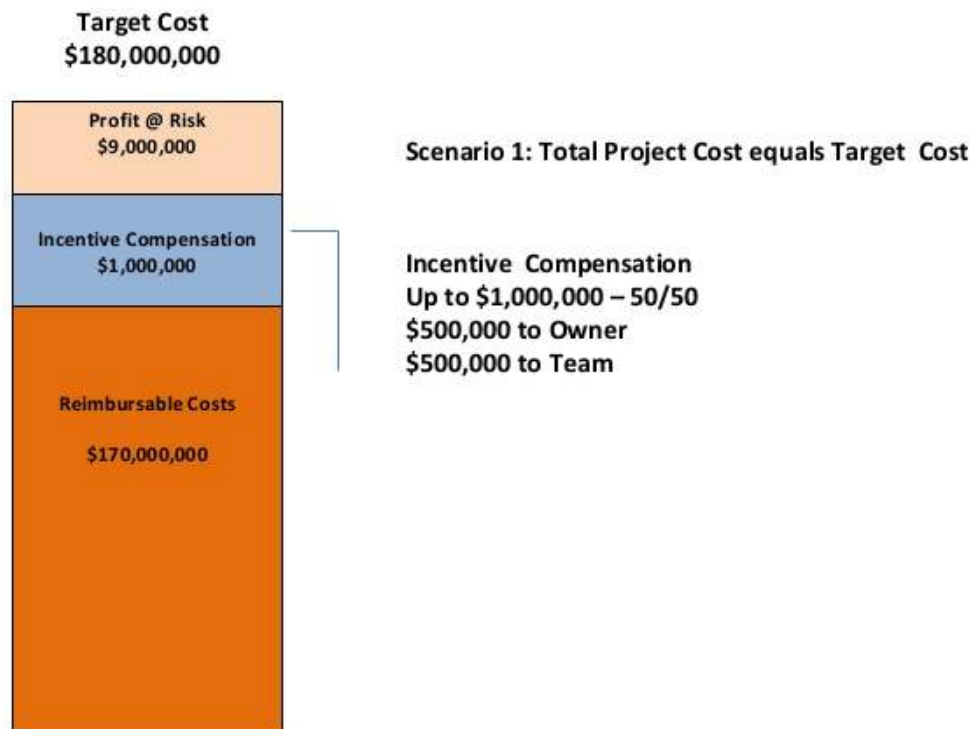 Target Cost
$180,000,000
Profit @ Risk
$9,000,000
Scenario 1: Total Project Cost equals Target Cost
Incentive Compensation
$1,000,000
Incentive Compensation
Up to $1,000,000 – 50/50
$500,000 to Owner
$500,000 to Team
Reimbursable Costs
$170,000,000